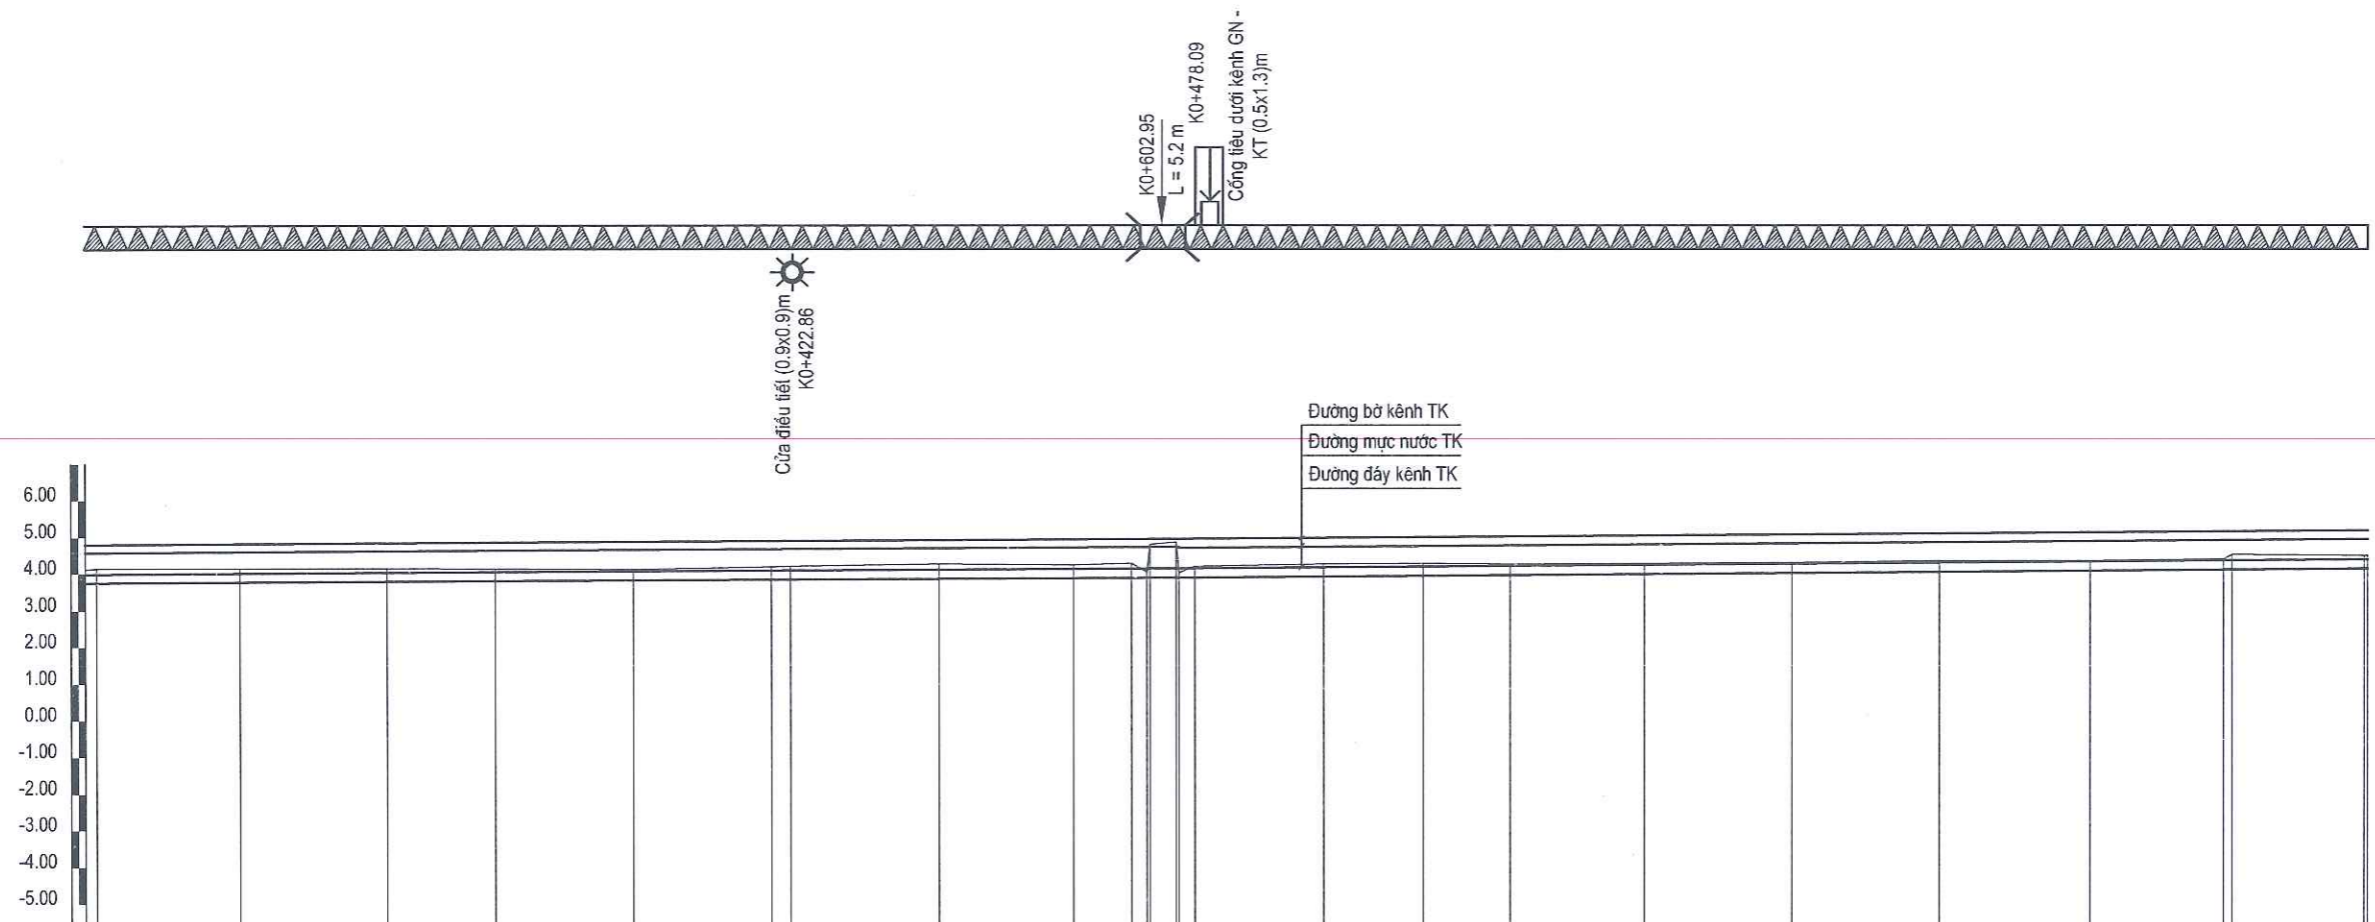 K0+602.95
L = 5.2 m
K0+478.09
Cống tiêu dưới kênh GN -
KT (0.5x1.3)m
Cửa điều tiết (0.9x0.9)m
K0+422.86
Đường bờ kênh TK
Đường mực nước TK
Đường đáy kênh TK
6.00
5.00
4.00
3.00
2.00
1.00
0.00
-1.00
-2.00
-3.00
-4.00
-5.00